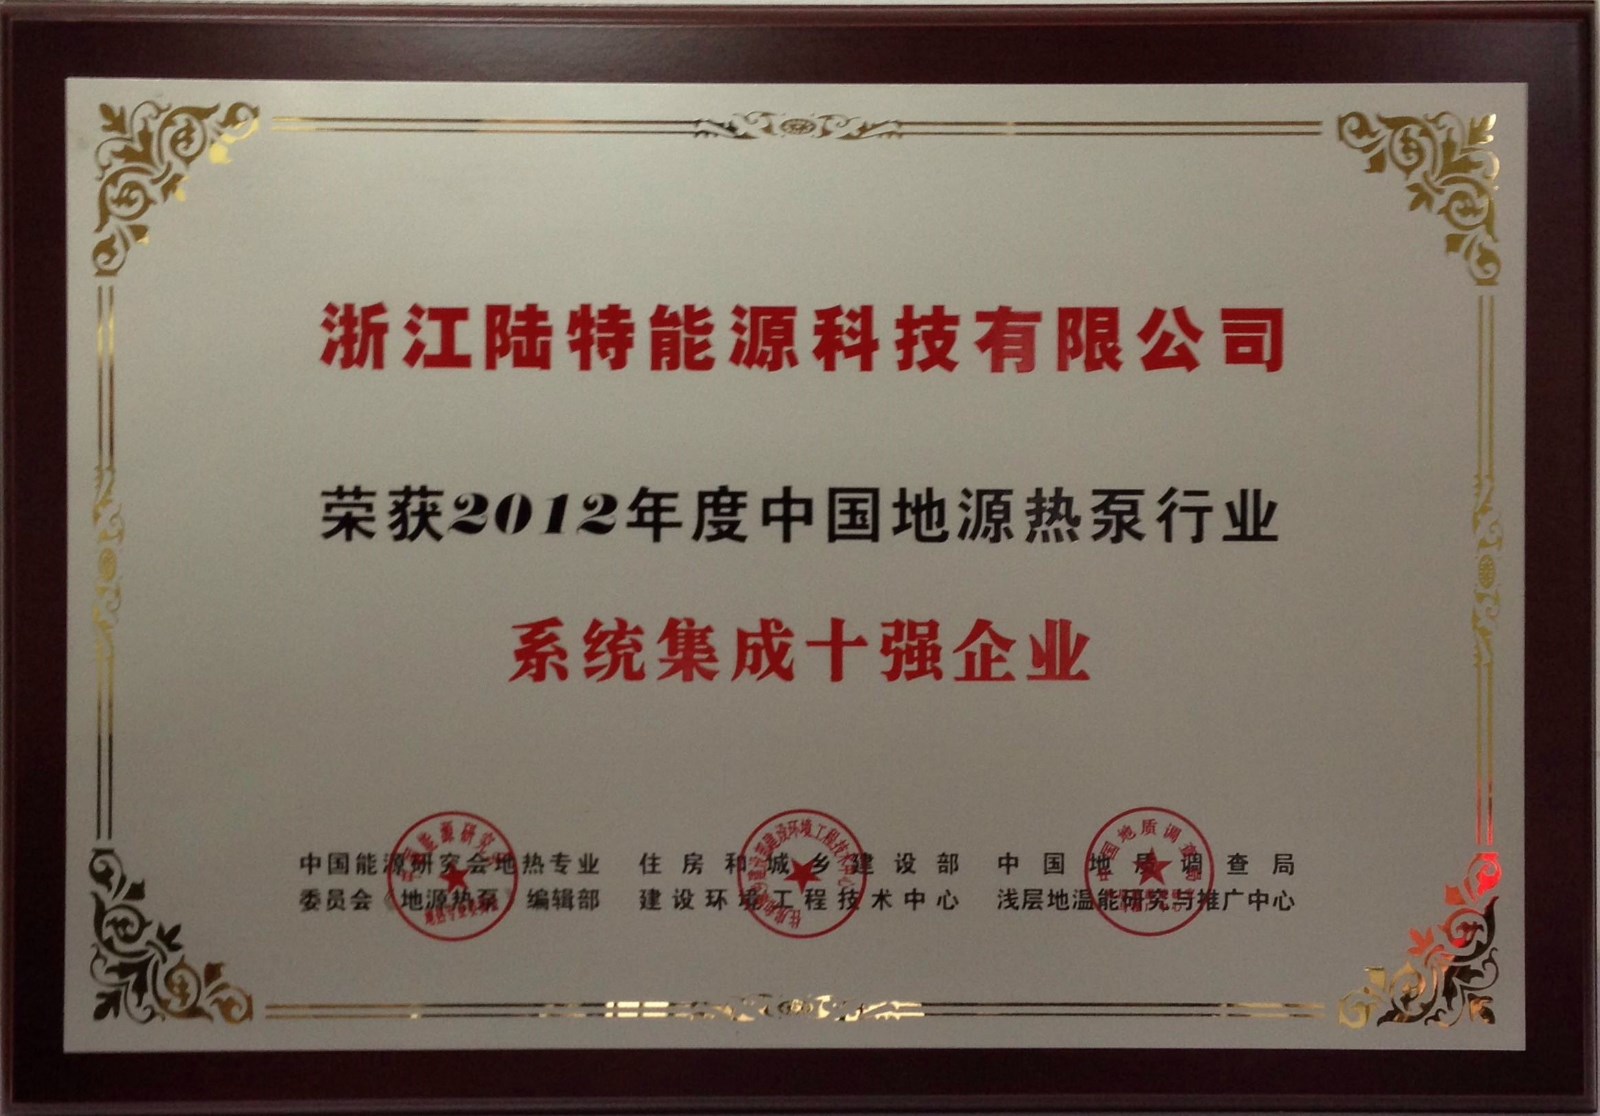 浙江陆特能源科技有限公司
荣获2012年度中国地源热泵行业
系统集成十强企业
中国能源研究会地热专业
委员会《地源热泵》编辑部
住房和城乡建设部
建设环境工程技术中心
中国地质调查局
浅层地温能研究与推广中心